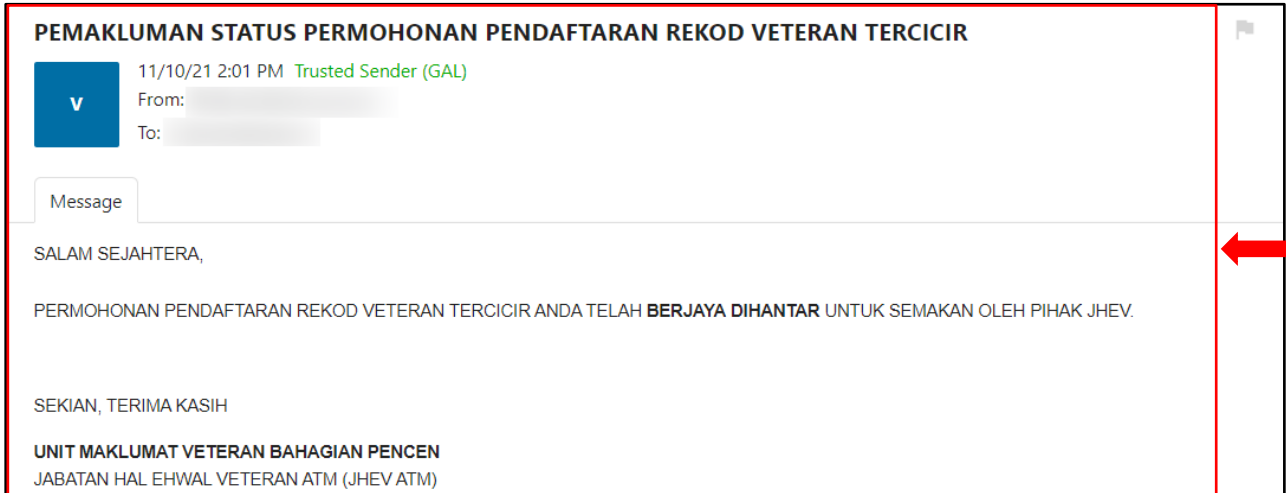 PEMAKLUMAN STATUS PERMOHONAN PENDAFTARAN REKOD VETERAN TERCICIR
11/10/21 2:01 PM Trusted Sender (GAL)
v
From:
To:
Message
SALAM SEJAHTERA,
PERMOHONAN PENDAFTARAN REKOD VETERAN TERCICIR ANDA TELAH BERJAYA DIHANTAR UNTUK SEMAKAN OLEH PIHAK JHEV.
SEKIAN, TERIMA KASIH
UNIT MAKLUMAT VETERAN BAHAGIAN PENCEN
JABATAN HAL EHWAL VETERAN ATM (JHEV ATM)